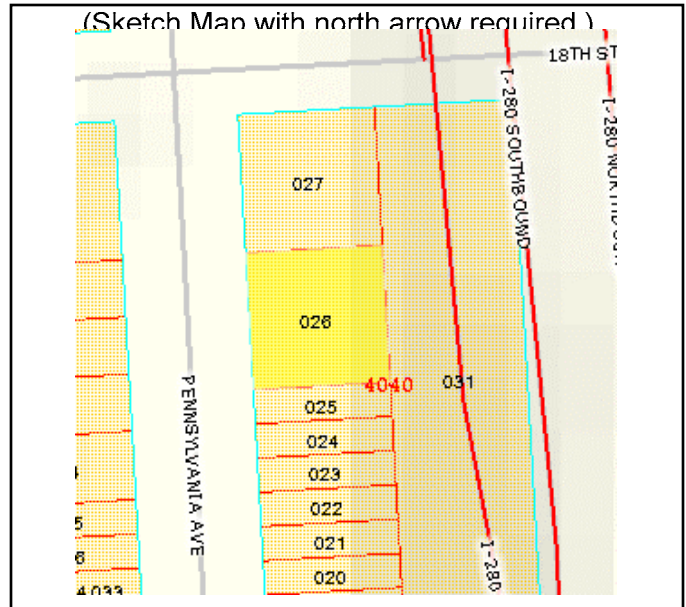 (Sketch Map with north arrow required.)
18TH ST
I-280 SOUTHBOUND
027
026
4040
031
025
PENNSYLVANIA AVE
024
023
022
021
I-280
020